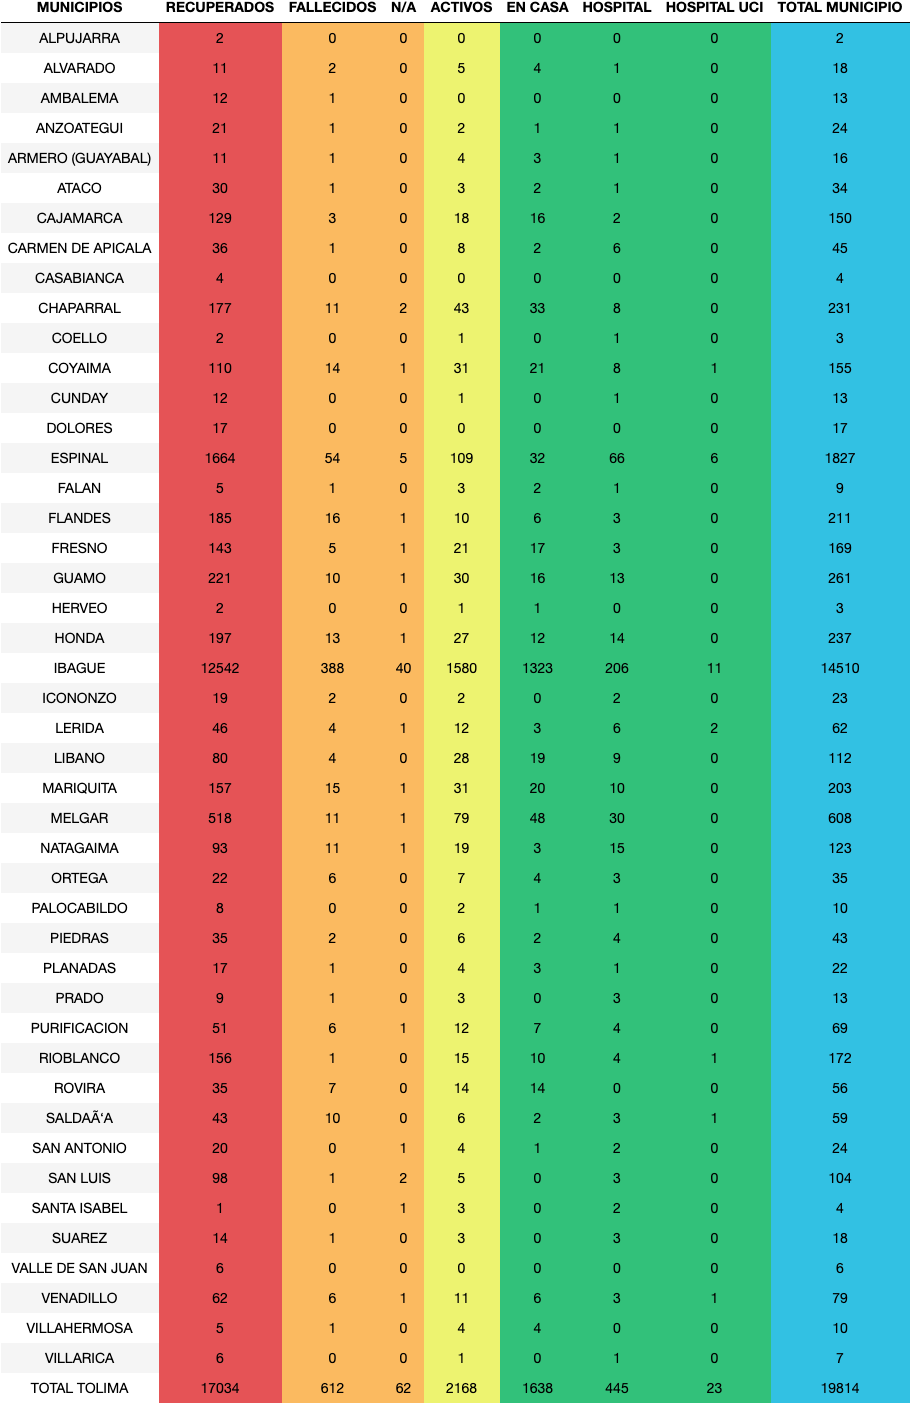 MUNICIPIOS RECUPERADOS FALLECIDOS N/A ACTIVOS EN CASA HOSPITAL HOSPITAL UCI TOTAL MUNICIPIO
ALPUJARRA 2 0 0 0 0 0 0 2
ALVARADO 11 2 0 5 4 1 0 18
AMBALEMA 12 1 0 0 0 0 0 13
ANZOATEGUI 21 1 0 2 1 1 0 24
ARMERO (GUAYABAL) 11 1 0 4 3 1 0 16
ATACO 30 1 0 3 2 1 0 34
CAJAMARCA 129 3 0 18 16 2 0 150
CARMEN DE APICALA 36 1 0 8 2 6 0 45
CASABIANCA 4 0 0 0 0 0 0 4
CHAPARRAL 177 11 2 43 33 8 0 231
COELLO 2 0 0 1 0 1 0 3
COYAIMA 110 14 1 31 21 8 1 155
CUNDAY 12 0 0 1 0 1 0 13
DOLORES 17 0 0 0 0 0 0 17
ESPINAL 1664 54 5 109 32 66 6 1827
FALAN 5 1 0 3 2 1 0 9
FLANDES 185 16 1 10 6 3 0 211
FRESNO 143 5 1 21 17 3 0 169
GUAMO 221 10 1 30 16 13 0 261
HERVEO 2 0 0 1 1 0 0 3
HONDA 197 13 1 27 12 14 0 237
IBAGUE 12542 388 40 1580 1323 206 11 14510
ICONONZO 19 2 0 2 0 2 0 23
LERIDA 46 4 1 12 3 6 2 62
LIBANO 80 4 0 28 19 9 0 112
MARIQUITA 157 15 1 31 20 10 0 203
MELGAR 518 11 1 79 48 30 0 608
NATAGAIMA 93 11 1 19 3 15 0 123
ORTEGA 22 6 0 7 4 3 0 35
PALOCABILDO 8 0 0 2 1 1 0 10
PIEDRAS 35 2 0 6 2 4 0 43
PLANADAS 17 1 0 4 3 1 0 22
PRADO 9 1 0 3 0 3 0 13
PURIFICACION 51 6 1 12 7 4 0 69
RIOBLANCO 156 1 0 15 10 4 1 172
ROVIRA 35 7 0 14 14 0 0 56
SALDAÃ‘A 43 10 0 6 2 3 1 59
SAN ANTONIO 20 0 1 4 1 2 0 24
SAN LUIS 98 1 2 5 0 3 0 104
SANTA ISABEL 1 0 1 3 0 2 0 4
SUAREZ 14 1 0 3 0 3 0 18
VALLE DE SAN JUAN 6 0 0 0 0 0 0 6
VENADILLO 62 6 1 11 6 3 1 79
VILLAHERMOSA 5 1 0 4 4 0 0 10
VILLARICA 6 0 0 1 0 1 0 7
TOTAL TOLIMA 17034 612 62 2168 1638 445 23 19814